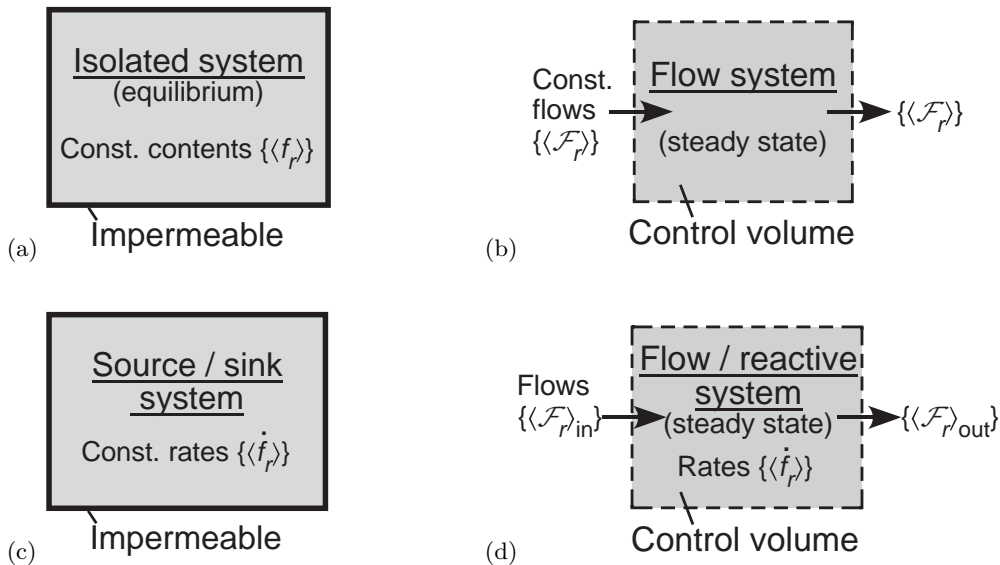 Isolated system
(equilibrium)
Const. contents {⟨f_r⟩}
Impermeable
(a)
Flow system
Const.
flows
{⟨ℱ_r⟩}
(steady state)
{⟨ℱ_r⟩}
Control volume
(b)
Source / sink
system
Const. rates {⟨ḟ_r⟩}
Impermeable
(c)
Flow / reactive
system
(steady state)
Flows
{⟨ℱ_r⟩_in}
{⟨ℱ_r⟩_out}
Rates {⟨ḟ_r⟩}
Control volume
(d)